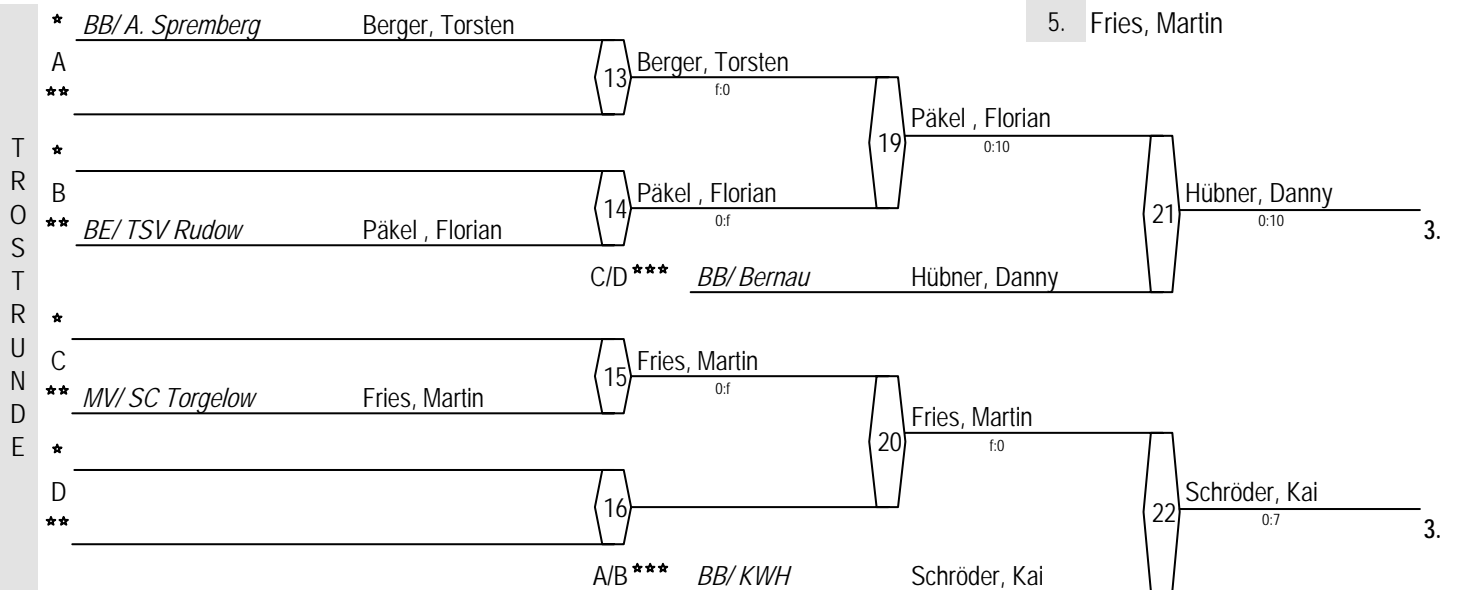 ★ BB/ A. Spremberg Berger, Torsten
5. Fries, Martin
A
13 Berger, Torsten
f:0
★★
19 Päkel , Florian
0:10
TROSTRUNDE
★
B
14 Päkel , Florian
0:f
★★ BE/ TSV Rudow Päkel , Florian
21 Hübner, Danny
0:10
3.
C/D ★★★ BB/ Bernau Hübner, Danny
★
C
15 Fries, Martin
0:f
★★ MV/ SC Torgelow Fries, Martin
20 Fries, Martin
f:0
★
D
16
★★
22 Schröder, Kai
0:7
3.
A/B ★★★ BB/ KWH Schröder, Kai